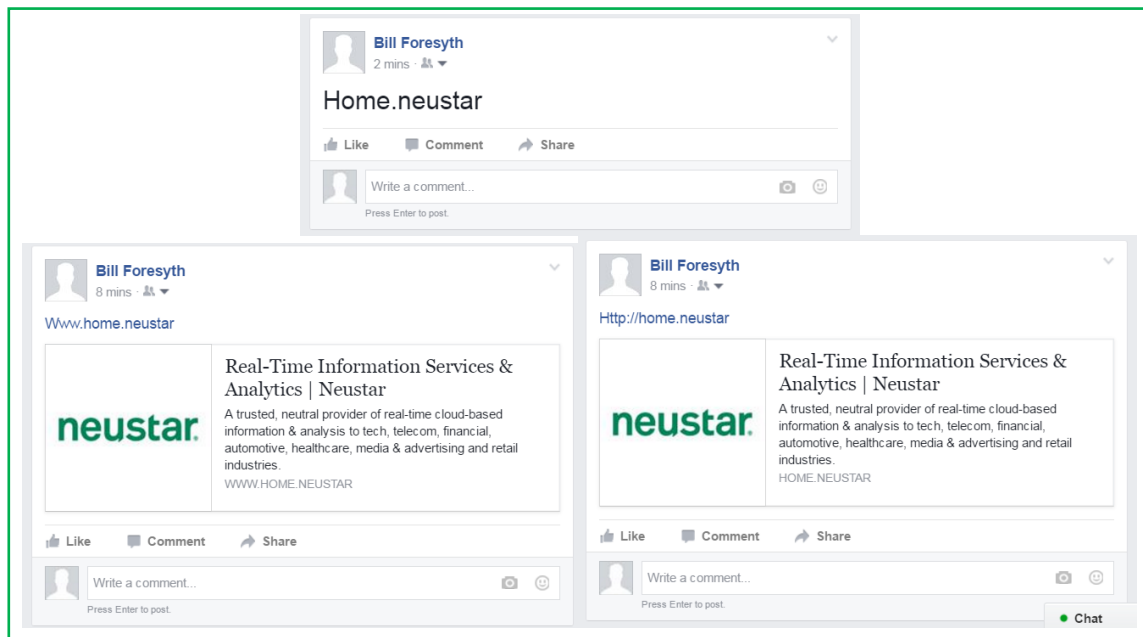 Bill Foresyth
2 mins ·
Home.neustar
Like Comment Share
Write a comment...
Press Enter to post.
Bill Foresyth
8 mins ·
Www.home.neustar
neustar.
Real-Time Information Services &
Analytics | Neustar
A trusted, neutral provider of real-time cloud-based
information & analysis to tech, telecom, financial,
automotive, healthcare, media & advertising and retail
industries.
WWW.HOME.NEUSTAR
Like Comment Share
Write a comment...
Press Enter to post.
Bill Foresyth
8 mins ·
Http://home.neustar
neustar.
Real-Time Information Services &
Analytics | Neustar
A trusted, neutral provider of real-time cloud-based
information & analysis to tech, telecom, financial,
automotive, healthcare, media & advertising and retail
industries.
HOME.NEUSTAR
Like Comment Share
Write a comment...
Press Enter to post.
Chat